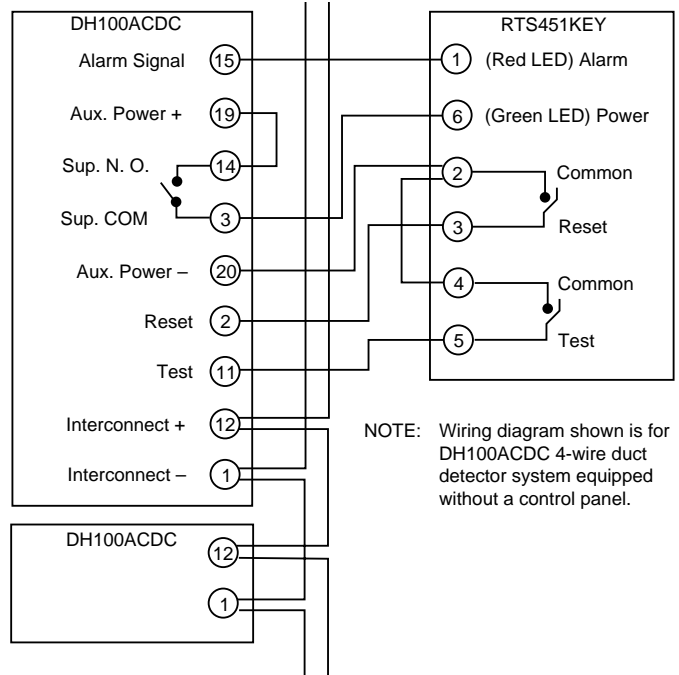 DH100ACDC
Alarm Signal 15
Aux. Power + 19
Sup. N. O. 14
Sup. COM 3
Aux. Power – 20
Reset 2
Test 11
Interconnect + 12
Interconnect – 1
RTS451KEY
1 (Red LED) Alarm
6 (Green LED) Power
2 Common
3 Reset
4 Common
5 Test
NOTE: Wiring diagram shown is for
DH100ACDC 4-wire duct
detector system equipped
without a control panel.
DH100ACDC
12
1